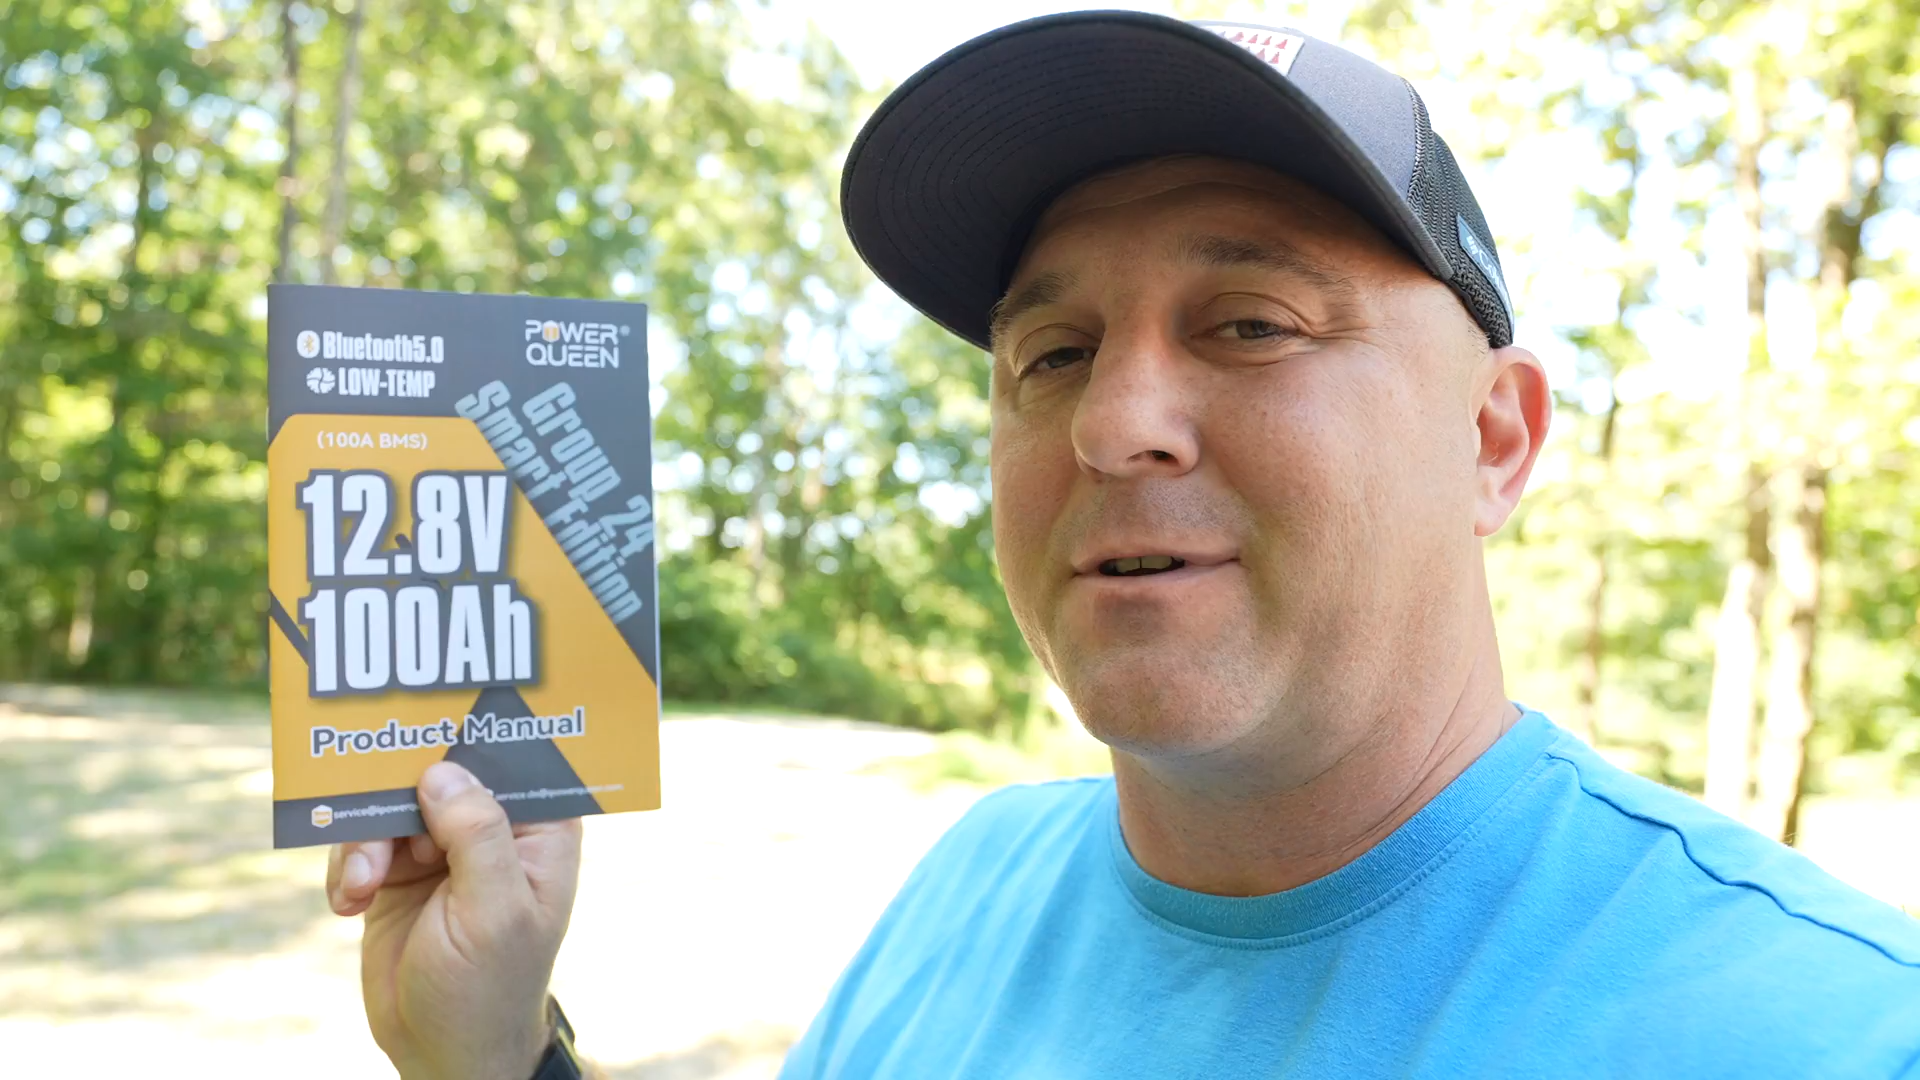 Bluetooth5.0
LOW-TEMP
POWER
QUEEN
Group 24
Smart Edition
(100A BMS)
12.8V
100Ah
Product Manual